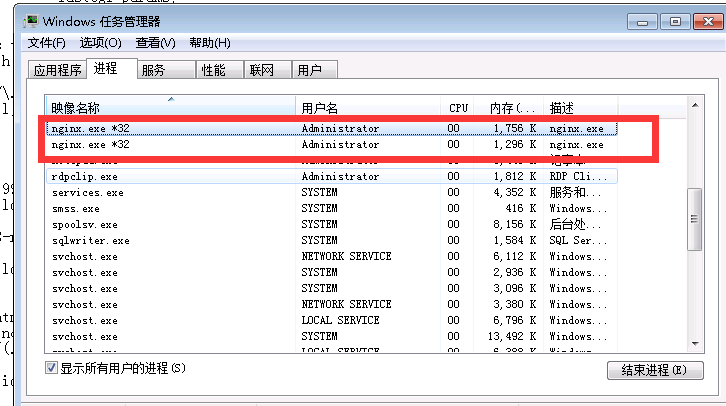 Windows 任务管理器
文件(F) 选项(O) 查看(V) 帮助(H)
应用程序 进程 服务 性能 联网 用户
映像名称 用户名 CPU 内存(... 描述
nginx.exe *32 Administrator 00 1,756 K nginx.exe
nginx.exe *32 Administrator 00 1,296 K nginx.exe
rdpclip.exe Administrator 00 1,812 K RDP Cli...
services.exe SYSTEM 00 4,352 K 服务和...
smss.exe SYSTEM 00 416 K Windows...
spoolsv.exe SYSTEM 00 8,156 K 后台处...
sqlwriter.exe SYSTEM 00 1,584 K SQL Ser...
svchost.exe NETWORK SERVICE 00 6,112 K Windows...
svchost.exe SYSTEM 00 2,936 K Windows...
svchost.exe SYSTEM 00 3,096 K Windows...
svchost.exe NETWORK SERVICE 00 3,380 K Windows...
svchost.exe LOCAL SERVICE 00 6,796 K Windows...
svchost.exe SYSTEM 00 13,492 K Windows...
svchost.exe LOCAL SERVICE 00 6,388 K Windows...
显示所有用户的进程(S) 结束进程(E)